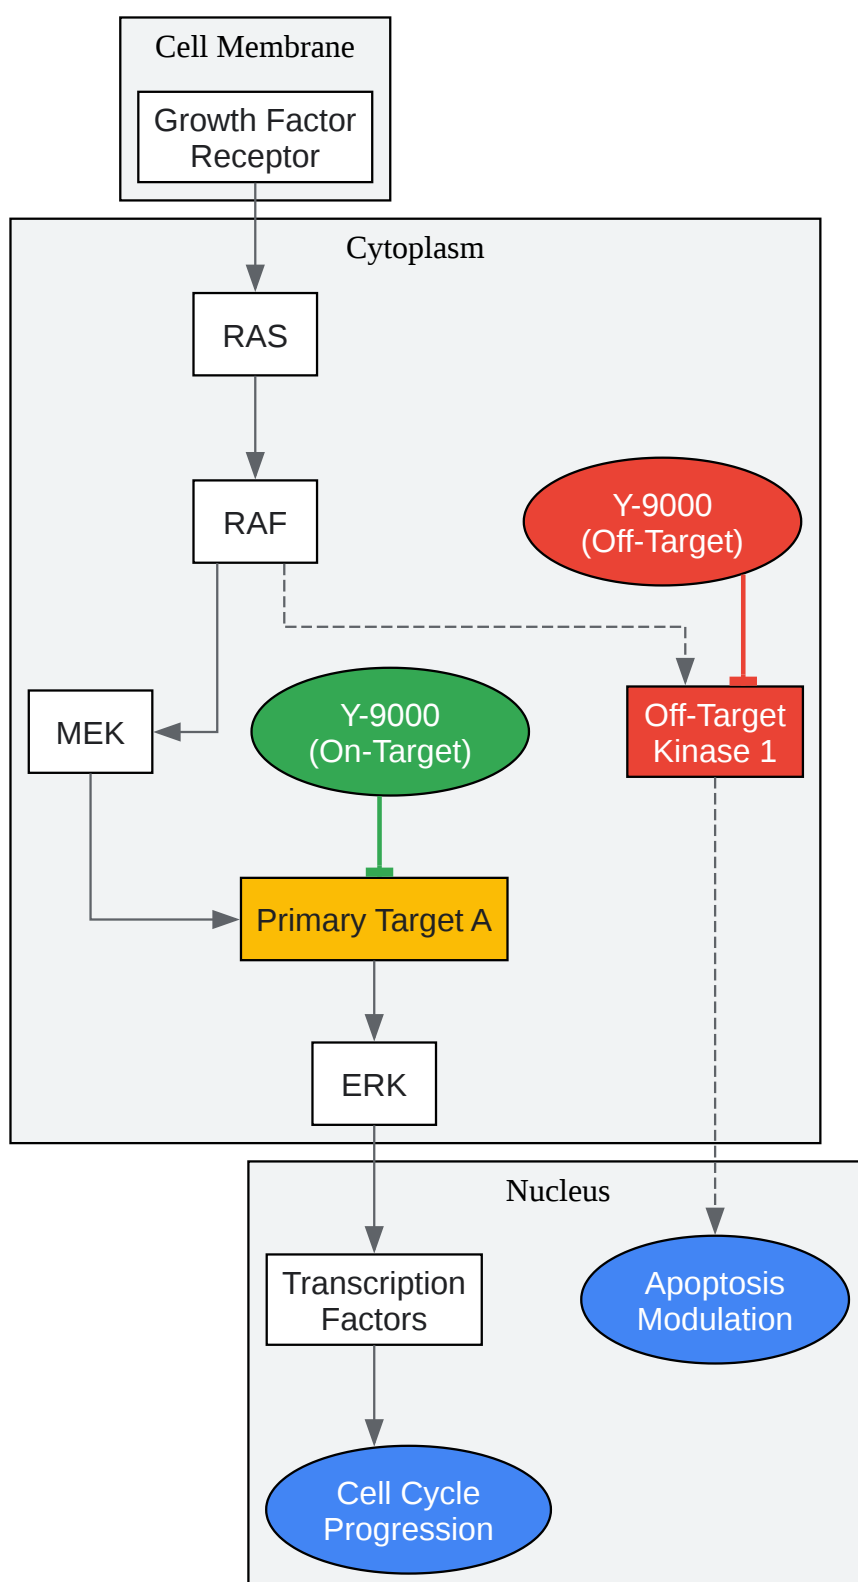 Cell Membrane
Growth Factor
Receptor
Cytoplasm
RAS
RAF
Y-9000
(Off-Target)
MEK
Y-9000
(On-Target)
Off-Target
Kinase 1
Primary Target A
ERK
Nucleus
Transcription
Factors
Apoptosis
Modulation
Cell Cycle
Progression